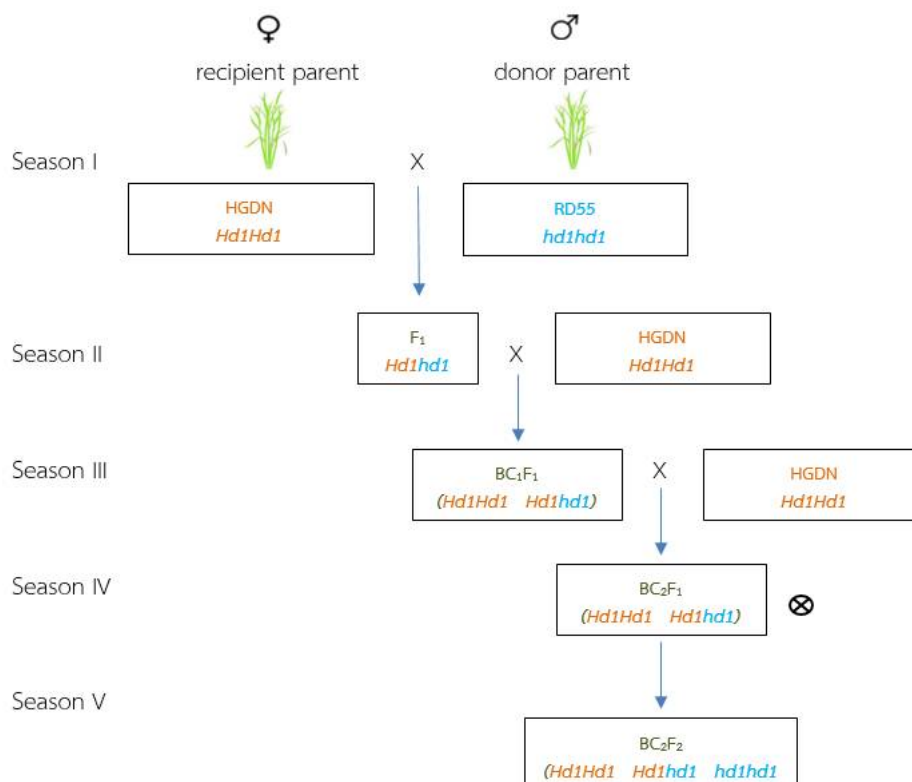 ♀ ♂
recipient parent donor parent
Season I X
HGDN RD55
Hd1Hd1 hd1hd1
F₁ HGDN
Season II X
Hd1hd1 Hd1Hd1
Season III X
BC₁F₁ HGDN
(Hd1Hd1 Hd1hd1) Hd1Hd1
Season IV
BC₂F₁
(Hd1Hd1 Hd1hd1) ⊗
Season V
BC₂F₂
(Hd1Hd1 Hd1hd1 hd1hd1)